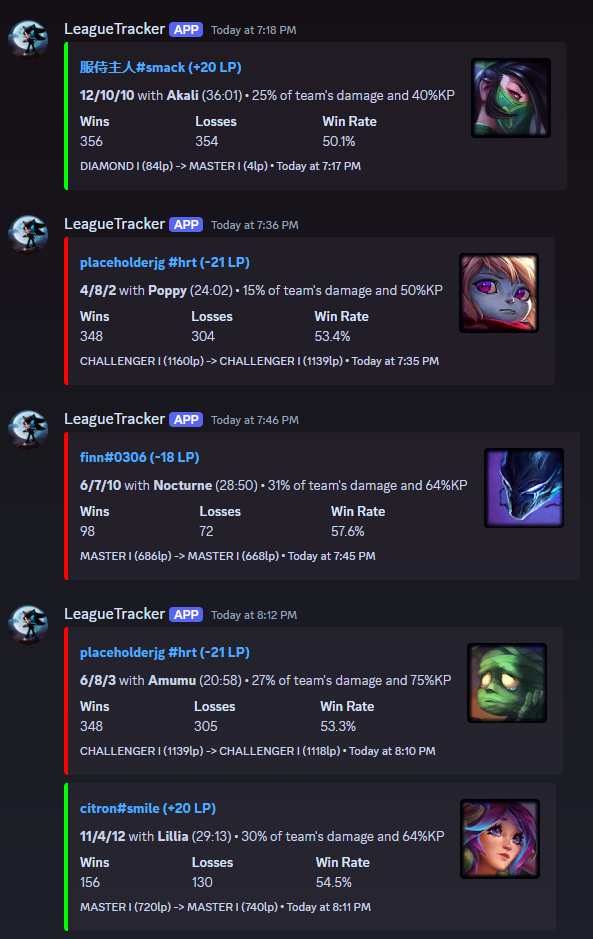 LeagueTracker APP Today at 7:18 PM
服侍主人#smack (+20 LP)
12/10/10 with Akali (36:01) • 25% of team's damage and 40%KP
Wins Losses Win Rate
356 354 50.1%
DIAMOND I (84lp) -> MASTER I (4lp) • Today at 7:17 PM
LeagueTracker APP Today at 7:36 PM
placeholderjg #hrt (-21 LP)
4/8/2 with Poppy (24:02) • 15% of team's damage and 50%KP
Wins Losses Win Rate
348 304 53.4%
CHALLENGER I (1160lp) -> CHALLENGER I (1139lp) • Today at 7:35 PM
LeagueTracker APP Today at 7:46 PM
finn#0306 (-18 LP)
6/7/10 with Nocturne (28:50) • 31% of team's damage and 64%KP
Wins Losses Win Rate
98 72 57.6%
MASTER I (686lp) -> MASTER I (668lp) • Today at 7:45 PM
LeagueTracker APP Today at 8:12 PM
placeholderjg #hrt (-21 LP)
6/8/3 with Amumu (20:58) • 27% of team's damage and 75%KP
Wins Losses Win Rate
348 305 53.3%
CHALLENGER I (1139lp) -> CHALLENGER I (1118lp) • Today at 8:10 PM
citron#smile (+20 LP)
11/4/12 with Lillia (29:13) • 30% of team's damage and 64%KP
Wins Losses Win Rate
156 130 54.5%
MASTER I (720lp) -> MASTER I (740lp) • Today at 8:11 PM